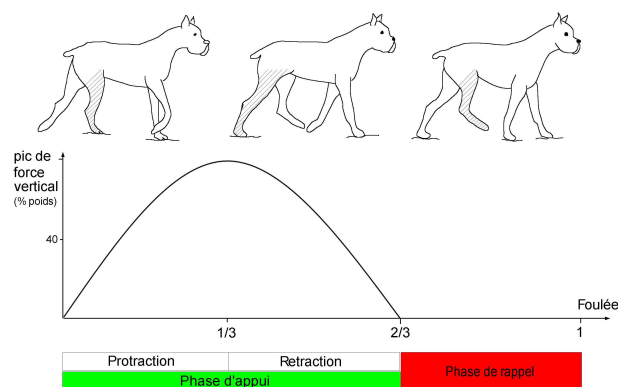 pic de
force
vertical
(% poids)
40
Foulée
1/3
2/3
1
Protraction
Retraction
Phase d'appui
Phase de rappel